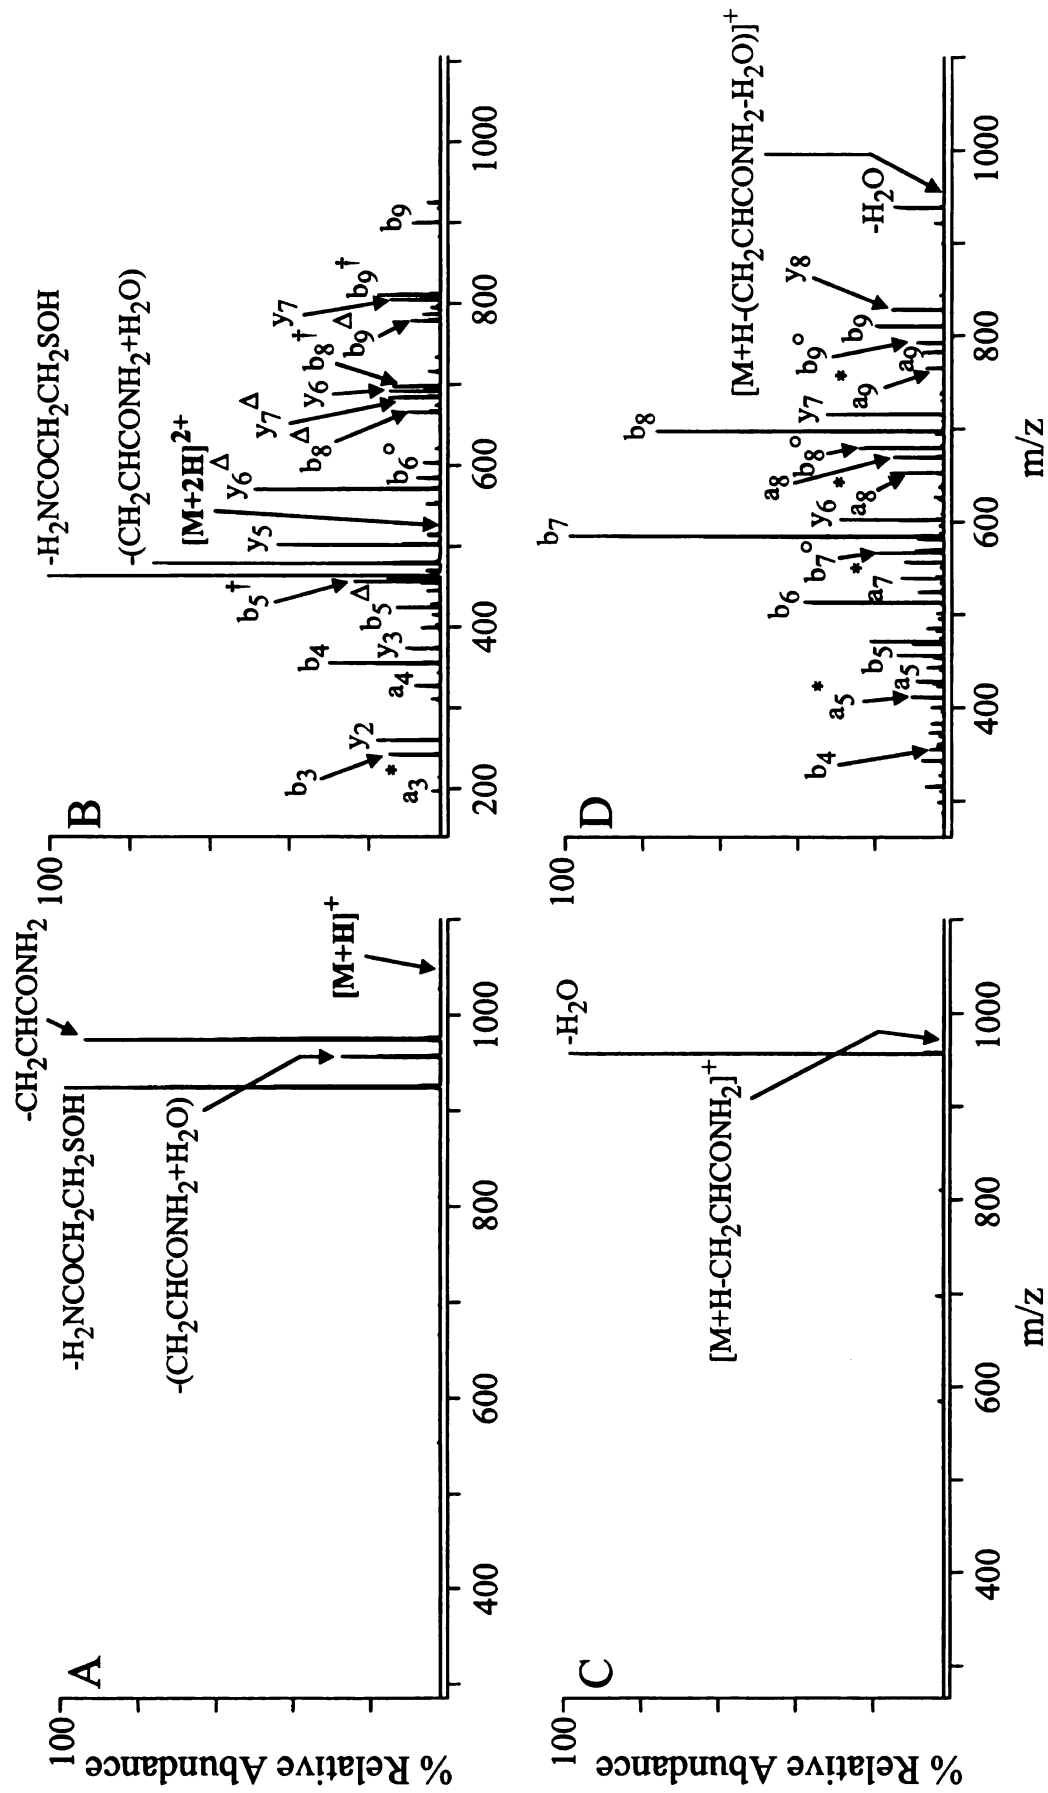 A
100
% Relative Abundance
-CH2CHCONH2
-H2NCOCH2CH2SOH
-(CH2CHCONH2+H2O)
[M+H]+
400
600
800
1000
B
100
-H2NCOCH2CH2SOH
-(CH2CHCONH2+H2O)
[M+2H]2+
a3*
b3
y2
a4
b4
y3
b5Δ
b5†
y5
y6Δ
b6°
b8Δ
y7Δ
y6
b8†
b9Δ
y7
b9†
b9
200
400
600
800
1000
C
100
% Relative Abundance
-H2O
[M+H-CH2CHCONH2]+
400
600
800
1000
m/z
D
100
[M+H-(CH2CHCONH2-H2O)]+
-H2O
b4
a5*
a5
b5
b6
a7*
b7°
b7
y6
a8*
a8
b8°
b8
y7
a9*
a9
b9°
b9
y8
400
600
800
1000
m/z